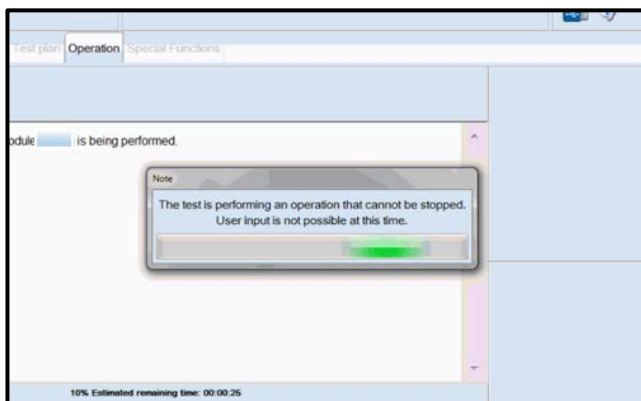 Test plan Operation Special Functions
odule is being performed.
Note
The test is performing an operation that cannot be stopped.
User input is not possible at this time.
10% Estimated remaining time: 00:00:25